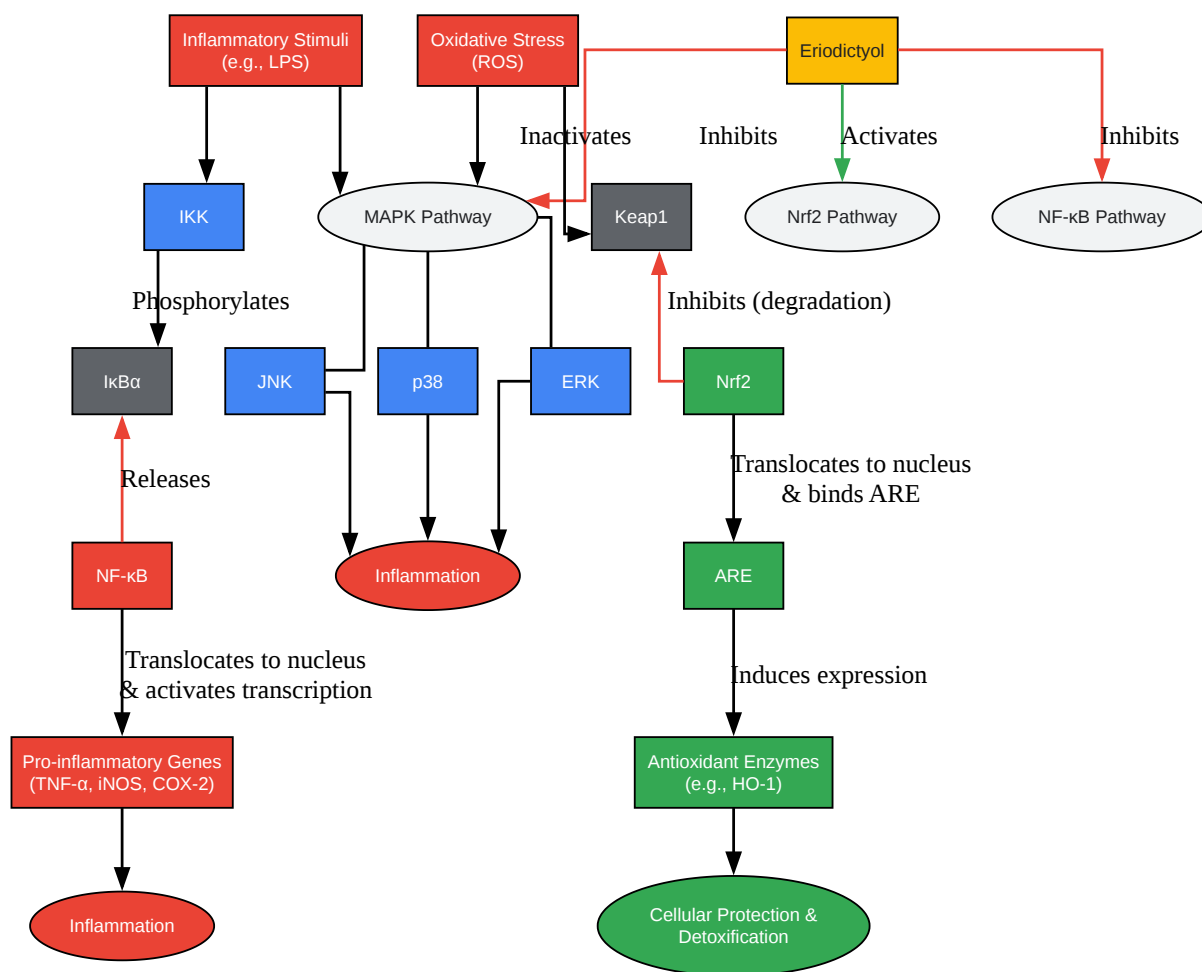 Inflammatory Stimuli
(e.g., LPS)
Oxidative Stress
(ROS)
Eriodictyol
Inactivates
Inhibits
Activates
Inhibits
IKK
MAPK Pathway
Keap1
Nrf2 Pathway
NF-κB Pathway
Phosphorylates
Inhibits (degradation)
IκBα
JNK
p38
ERK
Nrf2
Releases
Translocates to nucleus
& binds ARE
NF-κB
Inflammation
ARE
Translocates to nucleus
& activates transcription
Induces expression
Pro-inflammatory Genes
(TNF-α, iNOS, COX-2)
Antioxidant Enzymes
(e.g., HO-1)
Inflammation
Cellular Protection &
Detoxification